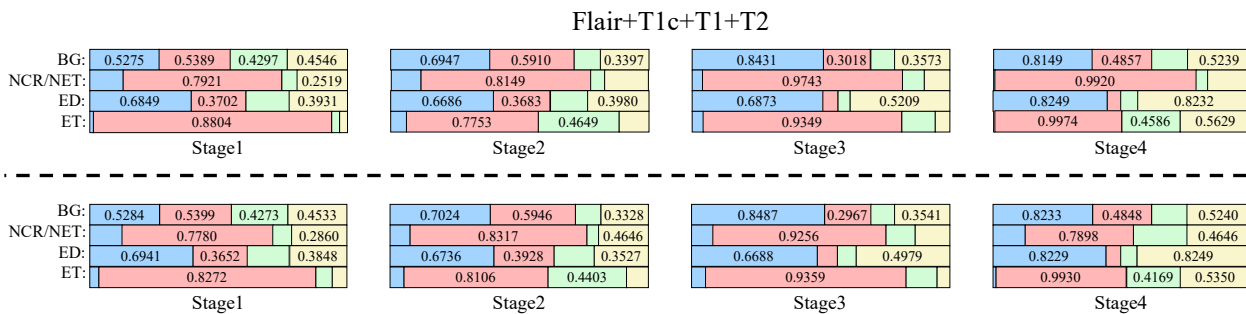 Flair+T1c+T1+T2
BG: 0.5275 0.5389 0.4297 0.4546 0.6947 0.5910 0.3397 0.8431 0.3018 0.3573 0.8149 0.4857 0.5239
NCR/NET: 0.7921 0.2519 0.8149 0.9743 0.9920
ED: 0.6849 0.3702 0.3931 0.6686 0.3683 0.3980 0.6873 0.5209 0.8249 0.8232
ET: 0.8804 0.7753 0.4649 0.9349 0.9974 0.4586 0.5629
Stage1 Stage2 Stage3 Stage4
BG: 0.5284 0.5399 0.4273 0.4533 0.7024 0.5946 0.3328 0.8487 0.2967 0.3541 0.8233 0.4848 0.5240
NCR/NET: 0.7780 0.2860 0.8317 0.4646 0.9256 0.7898 0.4646
ED: 0.6941 0.3652 0.3848 0.6736 0.3928 0.3527 0.6688 0.4979 0.8229 0.8249
ET: 0.8272 0.8106 0.4403 0.9359 0.9930 0.4169 0.5350
Stage1 Stage2 Stage3 Stage4